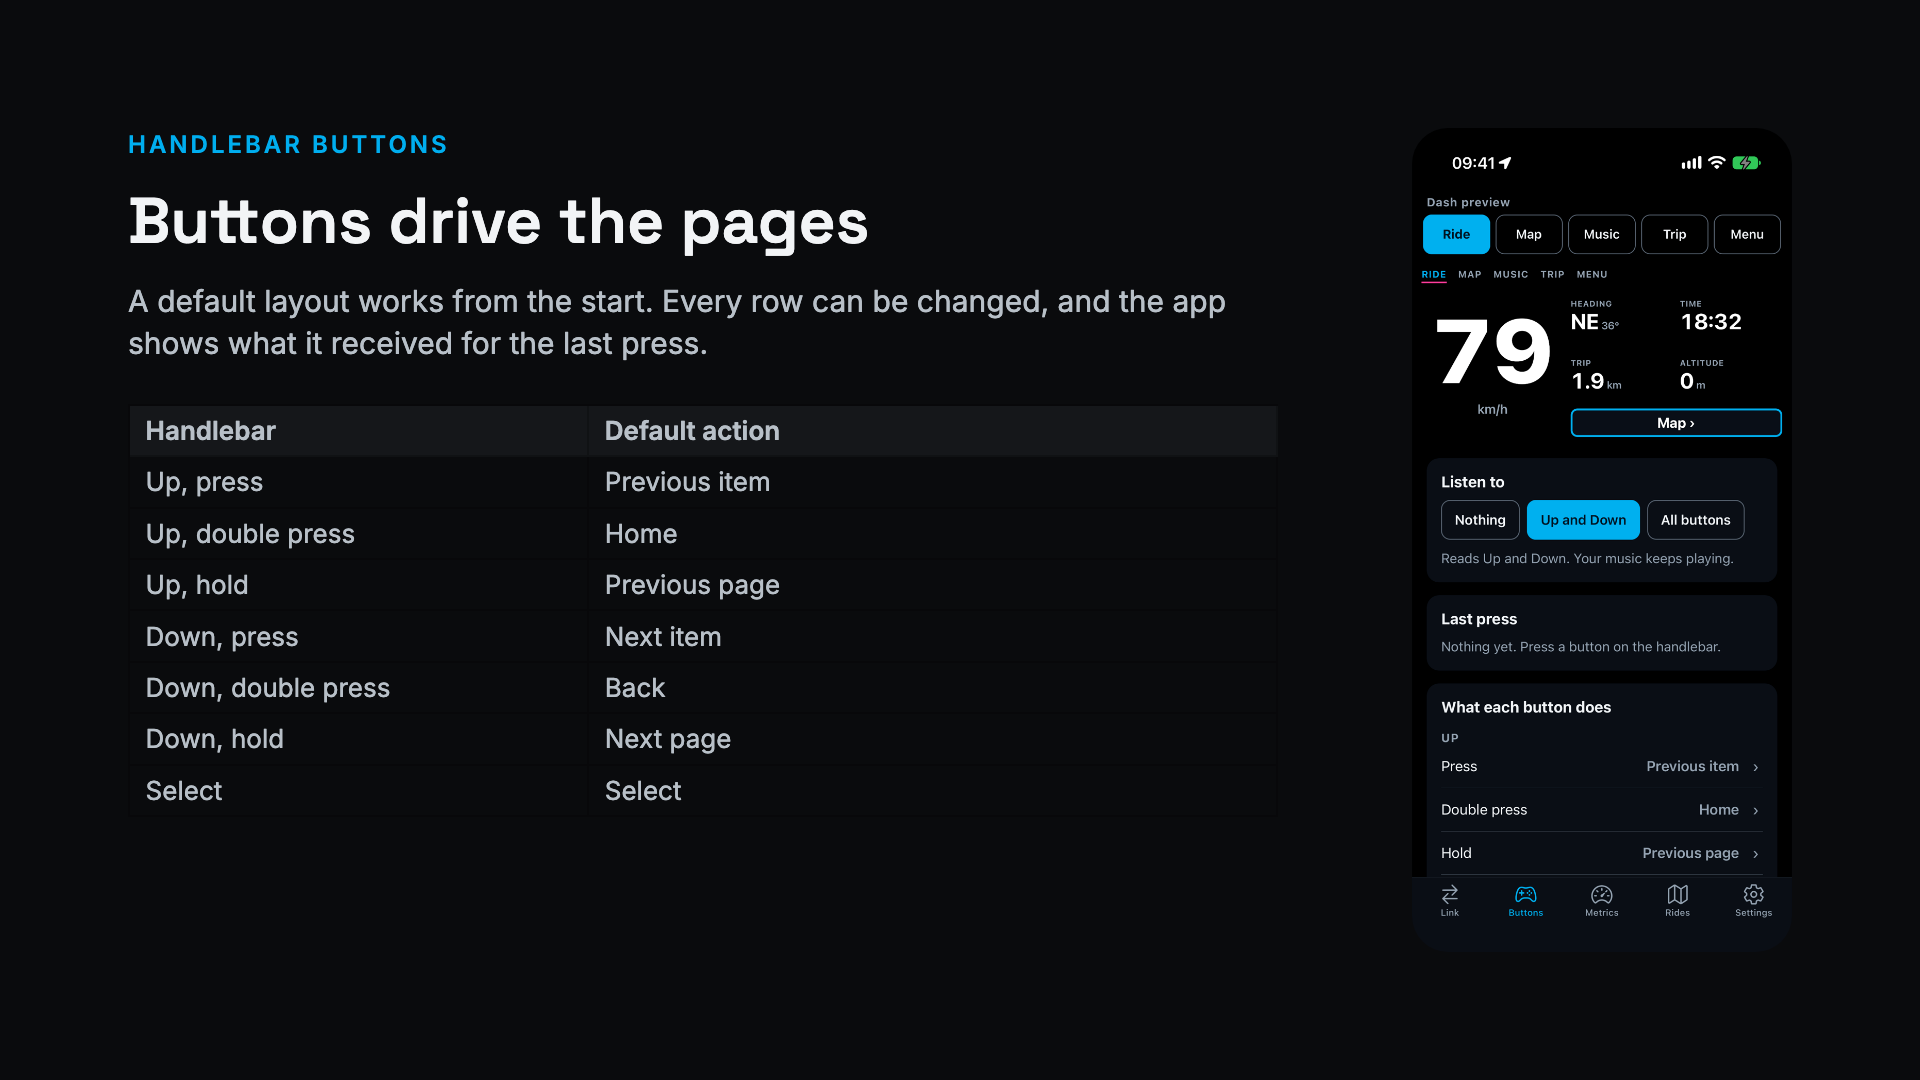 HANDLEBAR BUTTONS
Buttons drive the pages
A default layout works from the start. Every row can be changed, and the app
shows what it received for the last press.
Handlebar Default action
Up, press Previous item
Up, double press Home
Up, hold Previous page
Down, press Next item
Down, double press Back
Down, hold Next page
Select Select
09:41
Dash preview
Ride Map Music Trip Menu
RIDE MAP MUSIC TRIP MENU
79
km/h
HEADING TIME
NE 36° 18:32
TRIP ALTITUDE
1.9 km 0 m
Map ›
Listen to
Nothing Up and Down All buttons
Reads Up and Down. Your music keeps playing.
Last press
Nothing yet. Press a button on the handlebar.
What each button does
UP
Press Previous item ›
Double press Home ›
Hold Previous page ›
Link Buttons Metrics Rides Settings